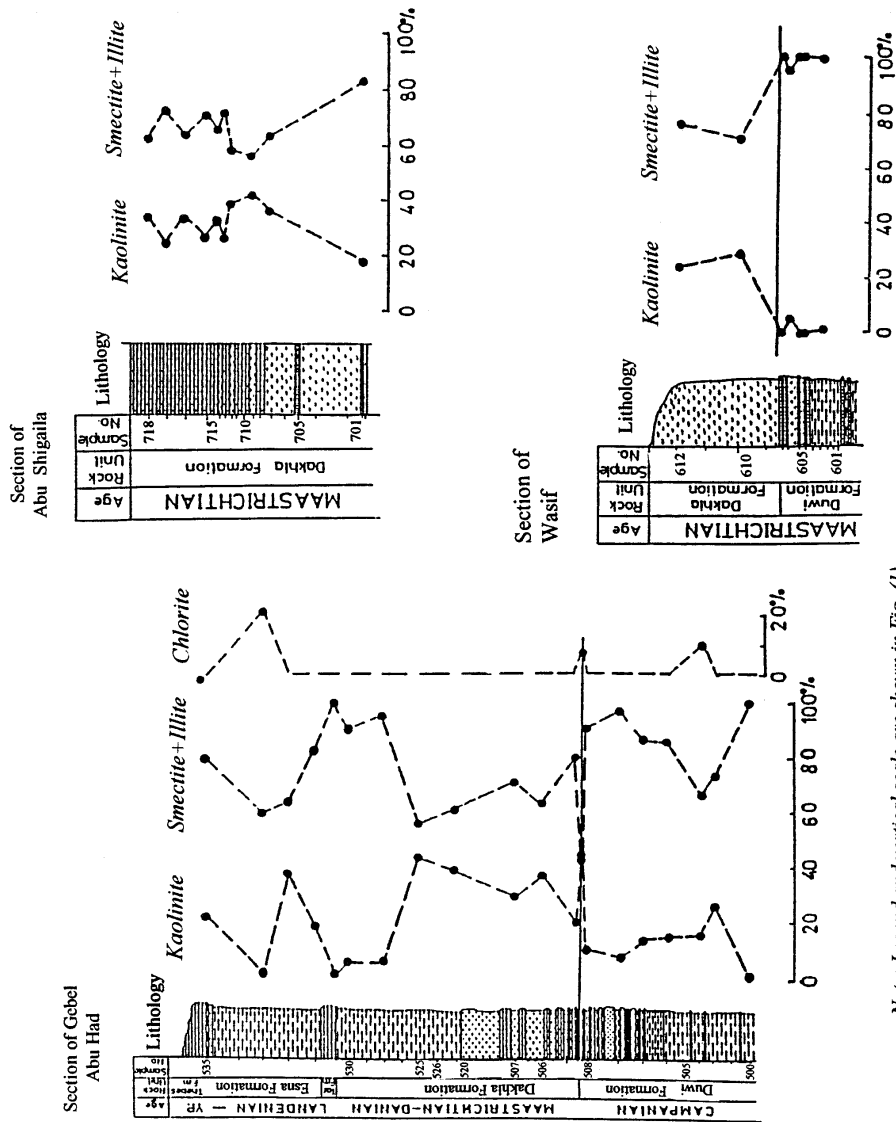 Section of Gebel
Abu Had
Age
Rock
Unit
Sample
No
Lithology
Kaolinite
Smectite+Illite
Chlorite
LANDENIAN — YR
MAASTRICHTIAN-DANIAN
CAMPANIAN
Thebes
Fm
Esna Formation
Dakhla Formation
Duwi Formation
535
530
525
526
520
507
506
508
505
500
0 20 40 60 80 100%
0 20%
Section of
Abu Shigaila
Age
Rock
Unit
Sample
No.
Lithology
Kaolinite
Smectite+Illite
MAASTRICHTIAN
Dakhla Formation
718
715
710
705
701
0 20 40 60 80 100%
Section of
Wasif
Age
Rock
Unit
Sample
No.
Lithology
Kaolinite
Smectite+Illite
MAASTRICHTIAN
Dakhla
Formation
Duwi
Formation
612
610
605
601
0 20 40 60 80 100%